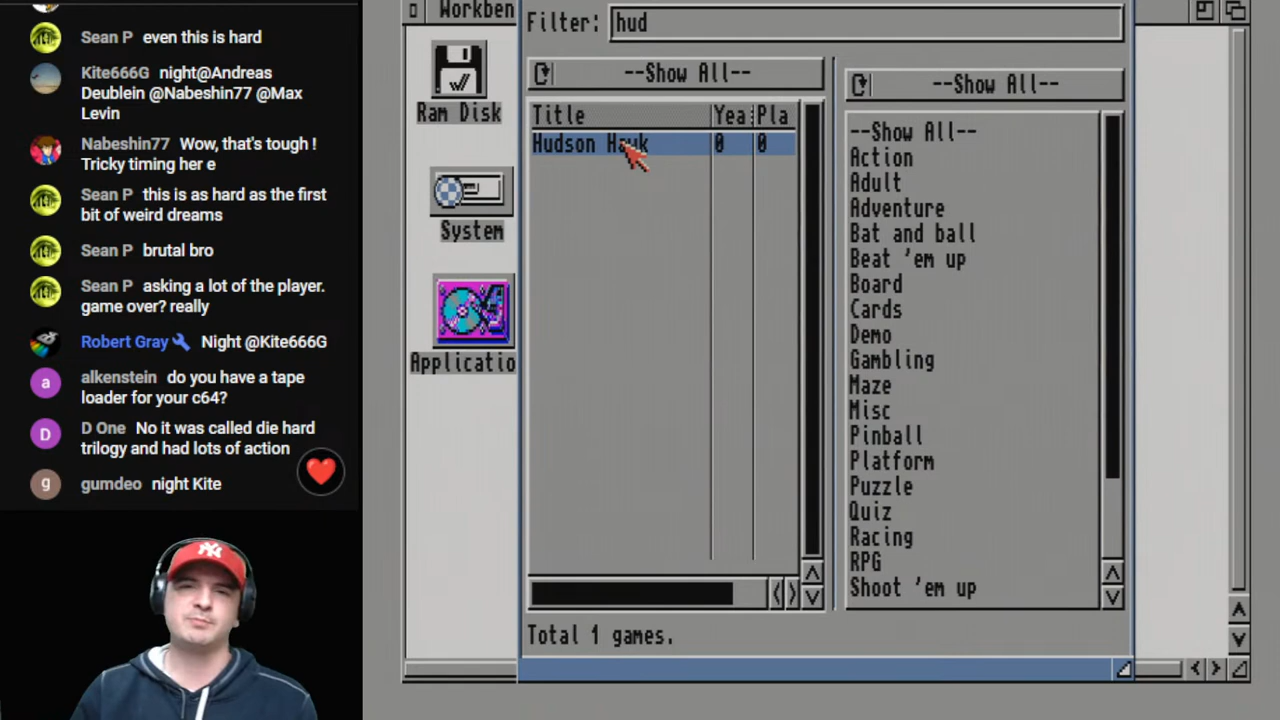 Sean P even this is hard
Kite666G night@Andreas
Deublein @Nabeshin77 @Max
Levin
Nabeshin77 Wow, that's tough !
Tricky timing her e
Sean P this is as hard as the first
bit of weird dreams
Sean P brutal bro
Sean P asking a lot of the player.
game over? really
Robert Gray Night @Kite666G
a
alkenstein do you have a tape
loader for your c64?
D
D One No it was called die hard
trilogy and had lots of action
g
gumdeo night Kite
Workben
Ram Disk
System
Applicatio
Filter: hud
--Show All--
Title Yea Pla
Hudson Hawk 0 0
Total 1 games.
--Show All--
--Show All--
Action
Adult
Adventure
Bat and ball
Beat 'em up
Board
Cards
Demo
Gambling
Maze
Misc
Pinball
Platform
Puzzle
Quiz
Racing
RPG
Shoot 'em up